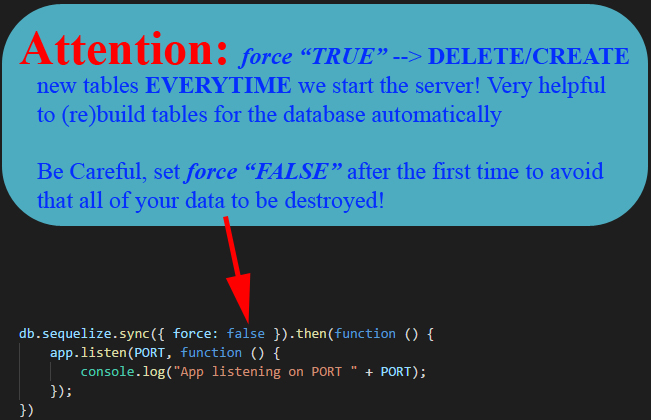 Attention: force “TRUE” --> DELETE/CREATE
new tables EVERYTIME we start the server! Very helpful
to (re)build tables for the database automatically
Be Careful, set force “FALSE” after the first time to avoid
that all of your data to be destroyed!
db.sequelize.sync({ force: false }).then(function () {
    app.listen(PORT, function () {
        console.log("App listening on PORT " + PORT);
    });
})